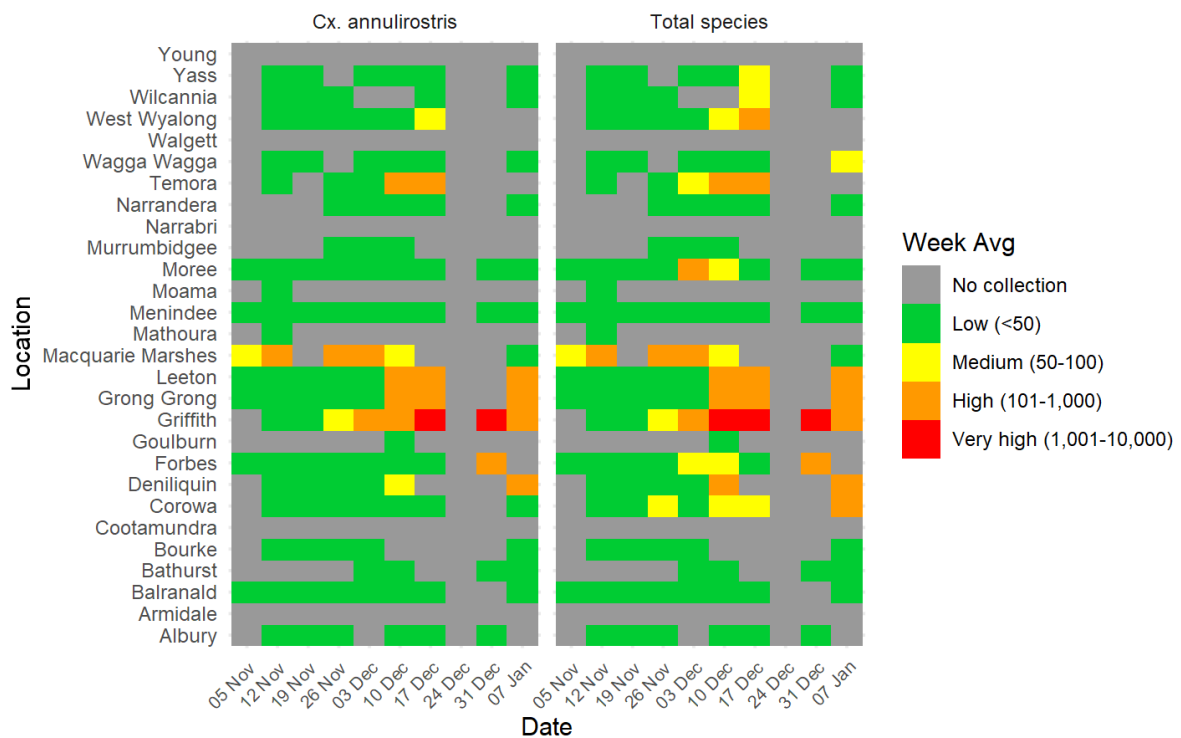 Cx. annulirostris
Total species
Location
Young
Yass
Wilcannia
West Wyalong
Walgett
Wagga Wagga
Temora
Narrandera
Narrabri
Murrumbidgee
Moree
Moama
Menindee
Mathoura
Macquarie Marshes
Leeton
Grong Grong
Griffith
Goulburn
Forbes
Deniliquin
Corowa
Cootamundra
Bourke
Bathurst
Balranald
Armidale
Albury
05 Nov
12 Nov
19 Nov
26 Nov
03 Dec
10 Dec
17 Dec
24 Dec
31 Dec
07 Jan
05 Nov
12 Nov
19 Nov
26 Nov
03 Dec
10 Dec
17 Dec
24 Dec
31 Dec
07 Jan
Date
Week Avg
No collection
Low (<50)
Medium (50-100)
High (101-1,000)
Very high (1,001-10,000)